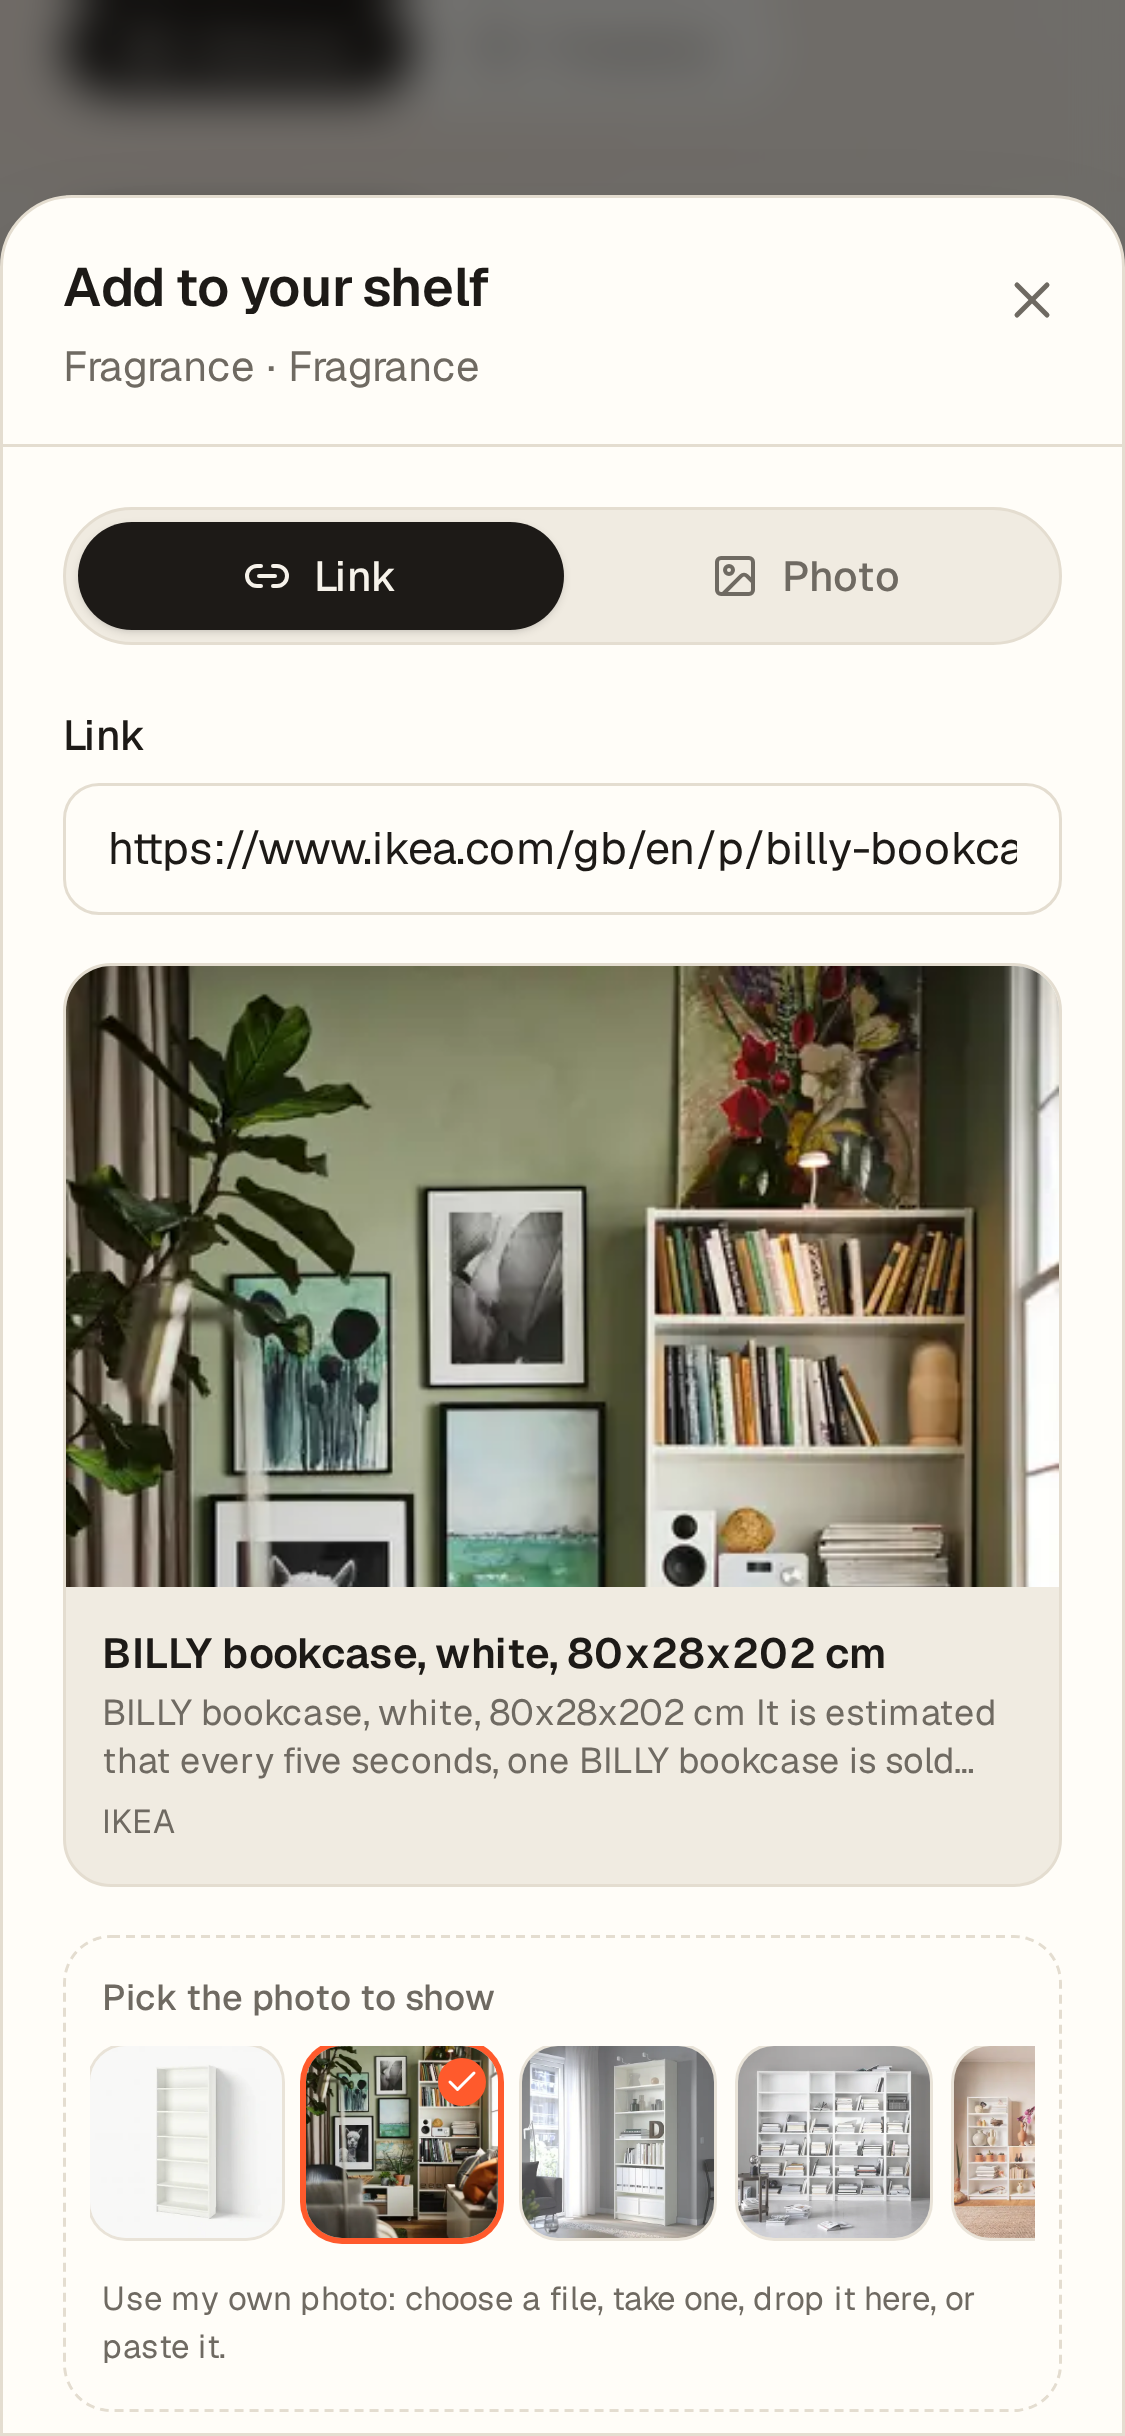 Add to your shelf
Fragrance · Fragrance
Link
Photo
Link
https://www.ikea.com/gb/en/p/billy-bookca
BILLY bookcase, white, 80x28x202 cm
BILLY bookcase, white, 80x28x202 cm It is estimated
that every five seconds, one BILLY bookcase is sold...
IKEA
Pick the photo to show
Use my own photo: choose a file, take one, drop it here, or
paste it.